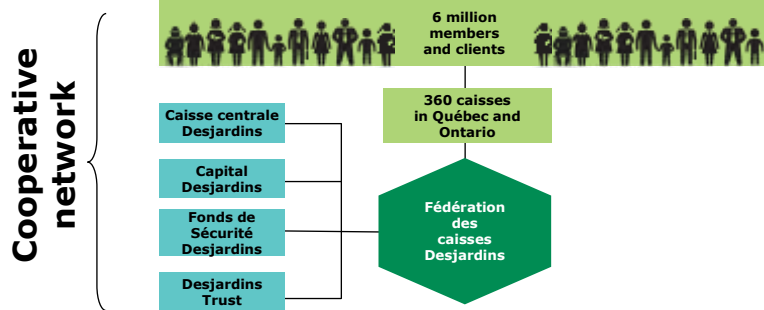 Cooperative
network
6 million
members
and clients
360 caisses
in Québec and
Ontario
Caisse centrale
Desjardins
Capital
Desjardins
Fonds de
Sécurité
Desjardins
Desjardins
Trust
Fédération
des
caisses
Desjardins